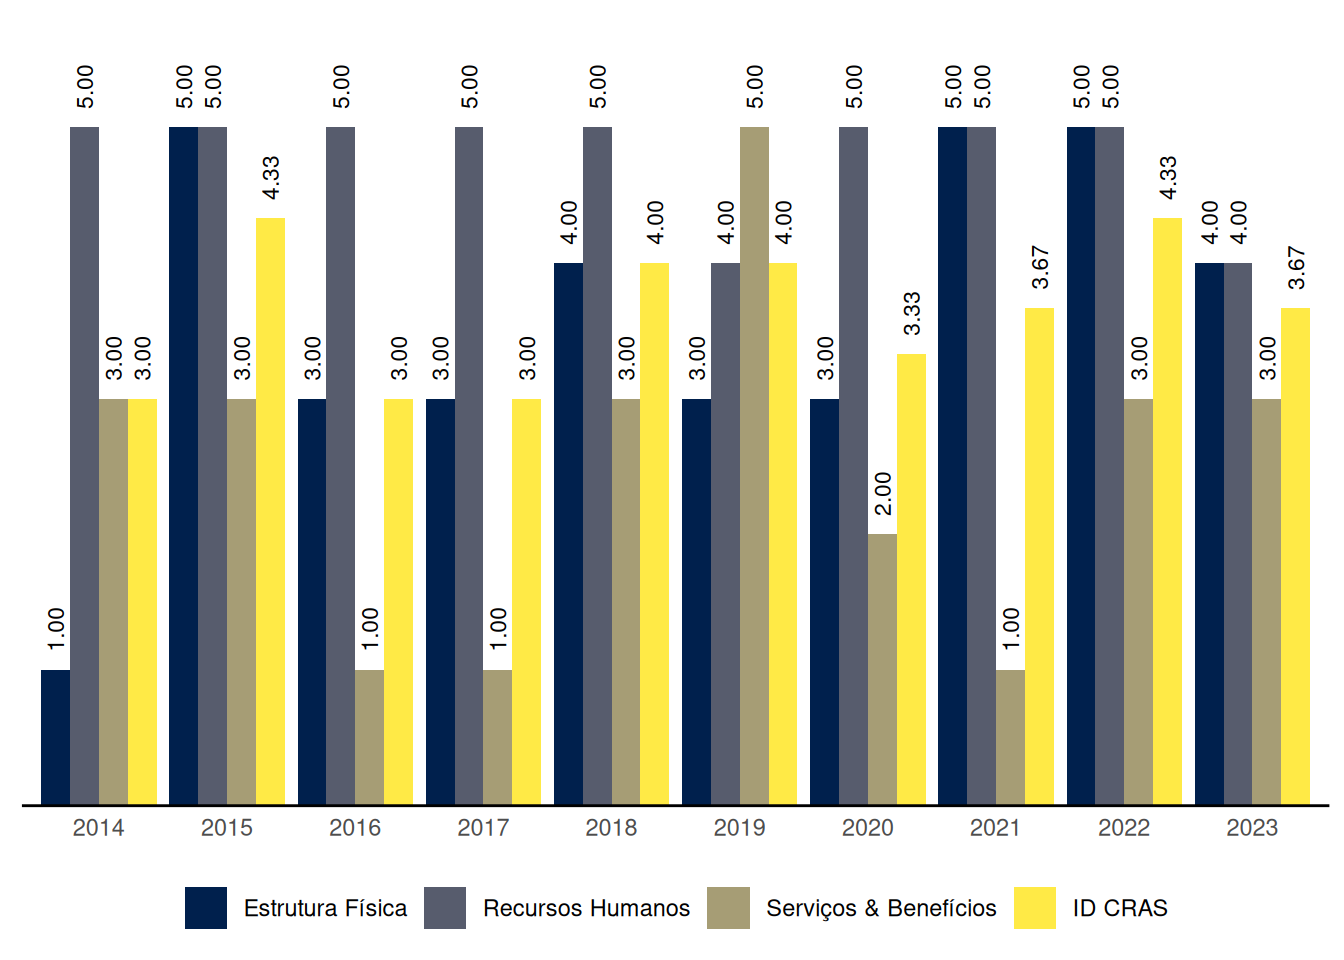 5.00 5.00 5.00 5.00 5.00 5.00 5.00 5.00 5.00 5.00 5.00
4.33 4.33
4.00 4.00 4.00 4.00 4.00 4.00
3.67 3.67
3.33
3.00 3.00 3.00 3.00 3.00 3.00 3.00 3.00 3.00 3.00 3.00 3.00
2.00
1.00 1.00 1.00 1.00
2014 2015 2016 2017 2018 2019 2020 2021 2022 2023
Estrutura Física Recursos Humanos Serviços & Benefícios ID CRAS